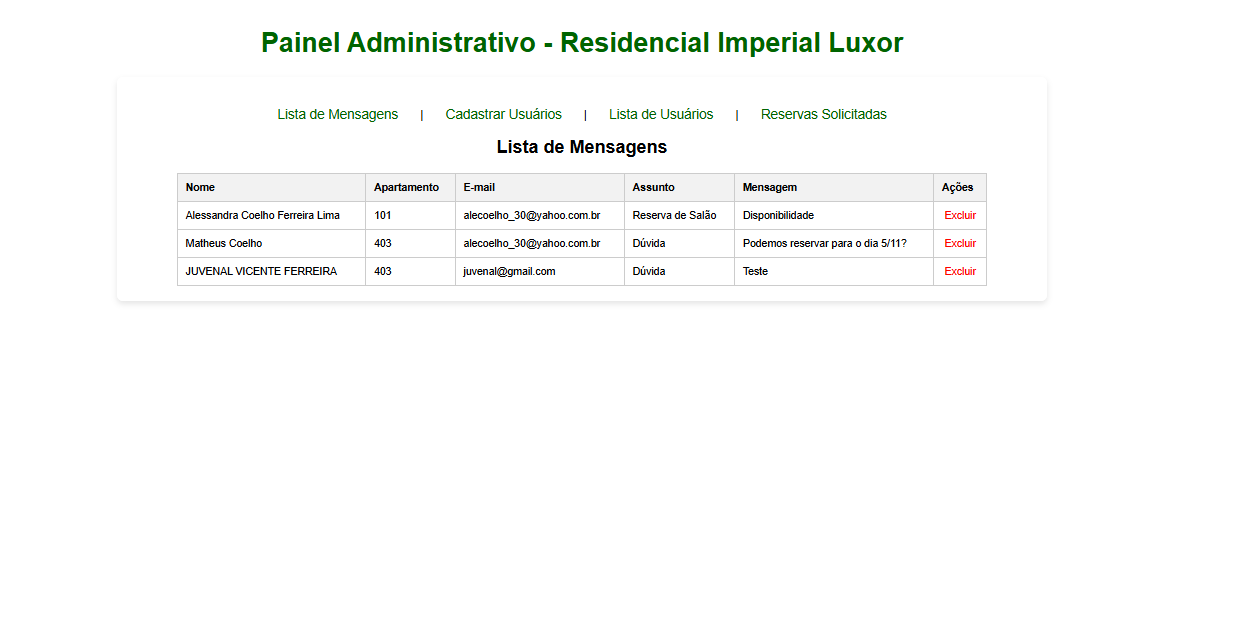 Painel Administrativo - Residencial Imperial Luxor
Lista de Mensagens | Cadastrar Usuários | Lista de Usuários | Reservas Solicitadas
Lista de Mensagens
Nome Apartamento E-mail Assunto Mensagem Ações
Alessandra Coelho Ferreira Lima 101 alecoelho_30@yahoo.com.br Reserva de Salão Disponibilidade Excluir
Matheus Coelho 403 alecoelho_30@yahoo.com.br Dúvida Podemos reservar para o dia 5/11? Excluir
JUVENAL VICENTE FERREIRA 403 juvenal@gmail.com Dúvida Teste Excluir